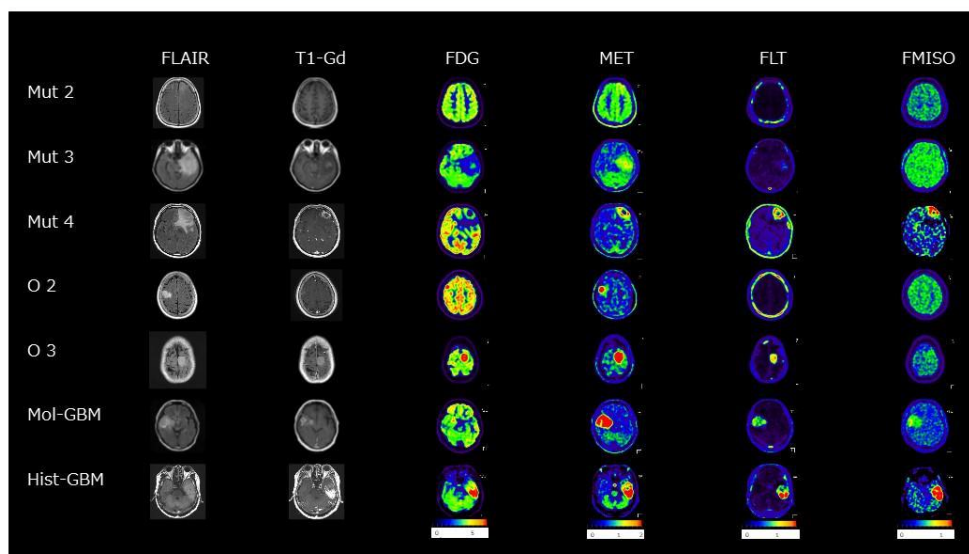 FLAIR T1-Gd FDG MET FLT FMISO
Mut 2
Mut 3
Mut 4
O 2
O 3
Mol-GBM
Hist-GBM
0 5 0 1 2 0 1 0 1